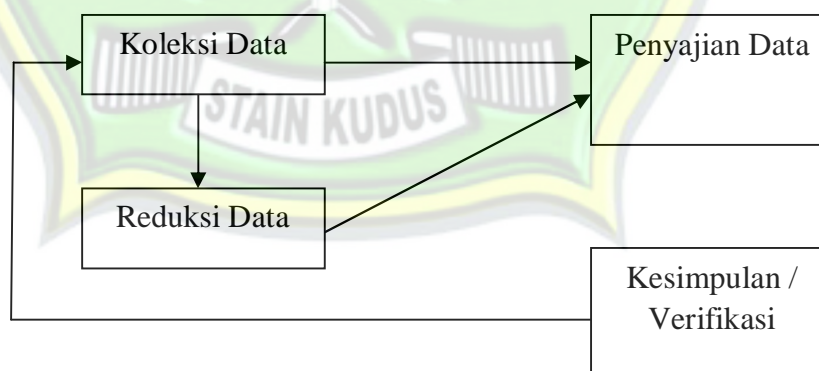 Koleksi Data
Penyajian Data
STAIN KUDUS
Reduksi Data
Kesimpulan /
Verifikasi